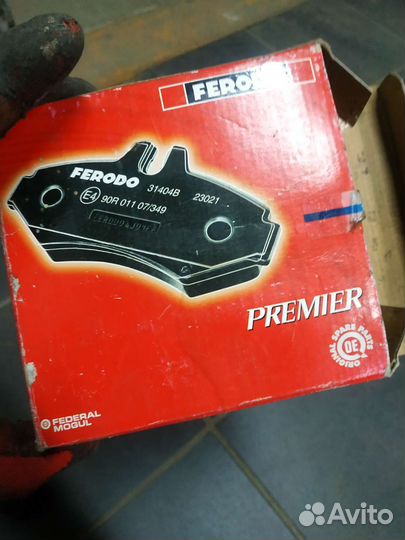 FERODO
FERODO 31404B 23021
E4 90R 011 07/349
PREMIER
ORIGINAL SPARE PARTS
OE
FEDERAL
MOGUL
Avito